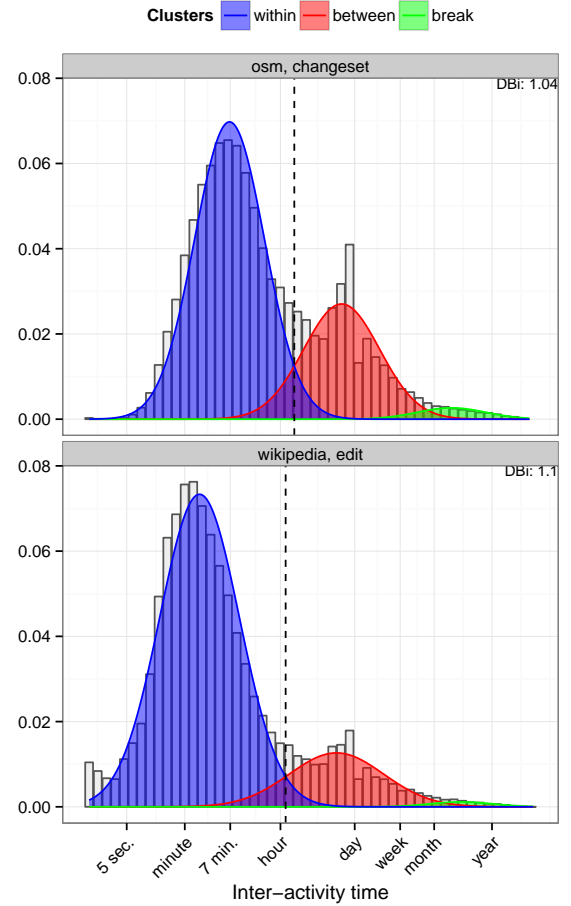 Clusters within between break
osm, changeset
DBi: 1.04
0.08
0.06
0.04
0.02
0.00
wikipedia, edit
DBi: 1.1
0.08
0.06
0.04
0.02
0.00
5 sec. minute 7 min. hour day week month year
Inter−activity time